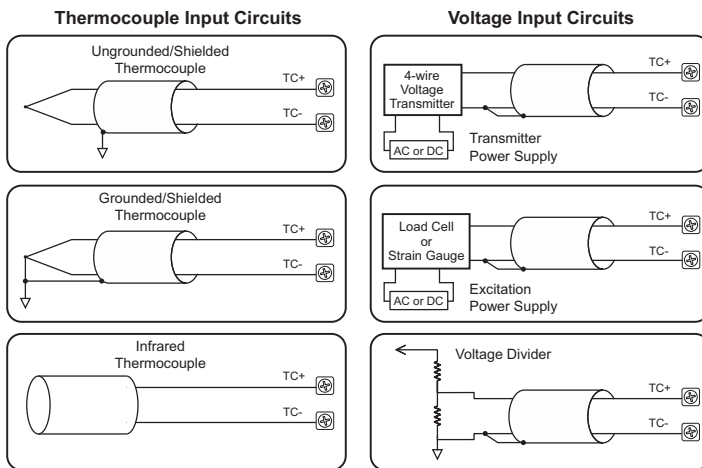 Thermocouple Input Circuits
Ungrounded/Shielded
Thermocouple
TC+
TC-
Grounded/Shielded
Thermocouple
TC+
TC-
Infrared
Thermocouple
TC+
TC-
Voltage Input Circuits
4-wire
Voltage
Transmitter
AC or DC
Transmitter
Power Supply
TC+
TC-
Load Cell
or
Strain Gauge
AC or DC
Excitation
Power Supply
TC+
TC-
Voltage Divider
TC+
TC-